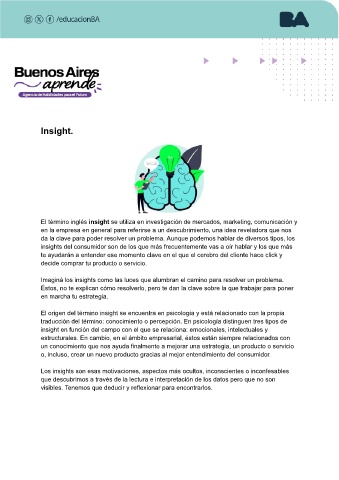 /educacionBA
BA
Buenos Aires
aprende
Agencia de Habilidades para el Futuro
Insight.
El término inglés insight se utiliza en investigación de mercados, marketing, comunicación y
en la empresa en general para referirse a un descubrimiento, una idea reveladora que nos
da la clave para poder resolver un problema. Aunque podemos hablar de diversos tipos, los
insights del consumidor son de los que más frecuentemente vas a oír hablar y los que más
te ayudarán a entender ese momento clave en el que el cerebro del cliente hace click y
decide comprar tu producto o servicio.
Imaginá los insights como las luces que alumbran el camino para resolver un problema.
Éstos, no te explican cómo resolverlo, pero te dan la clave sobre la que trabajar para poner
en marcha tu estrategia.
El origen del término insight se encuentra en psicología y está relacionado con la propia
traducción del término: conocimiento o percepción. En psicología distinguen tres tipos de
insight en función del campo con el que se relaciona: emocionales, intelectuales y
estructurales. En cambio, en el ámbito empresarial, éstos están siempre relacionados con
un conocimiento que nos ayuda finalmente a mejorar una estrategia, un producto o servicio
o, incluso, crear un nuevo producto gracias al mejor entendimiento del consumidor.
Los insights son esas motivaciones, aspectos más ocultos, inconscientes o inconfesables
que descubrimos a través de la lectura e interpretación de los datos pero que no son
visibles. Tenemos que deducir y reflexionar para encontrarlos.